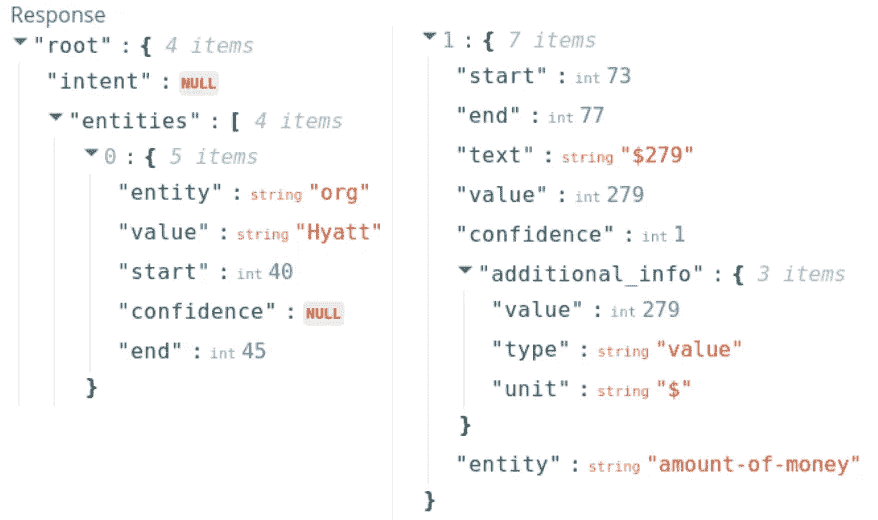 Response
"root" : { 4 items
"intent" : NULL
"entities" : [ 4 items
0 : { 5 items
"entity" : string "org"
"value" : string "Hyatt"
"start" : int 40
"confidence" : NULL
"end" : int 45
}
1 : { 7 items
"start" : int 73
"end" : int 77
"text" : string "$279"
"value" : int 279
"confidence" : int 1
"additional_info" : { 3 items
"value" : int 279
"type" : string "value"
"unit" : string "$"
}
"entity" : string "amount-of-money"
}